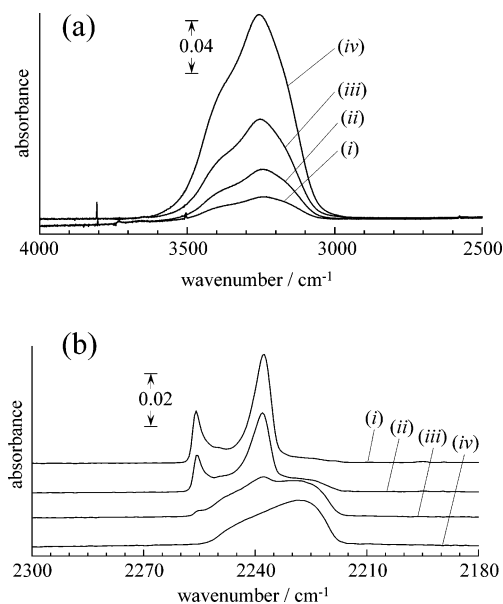 (a)
0.04
(iv)
(iii)
(ii)
(i)
absorbance
4000 3500 3000 2500
wavenumber / cm-1
(b)
0.02
(i)
(ii)
(iii)
(iv)
absorbance
2300 2270 2240 2210 2180
wavenumber / cm-1